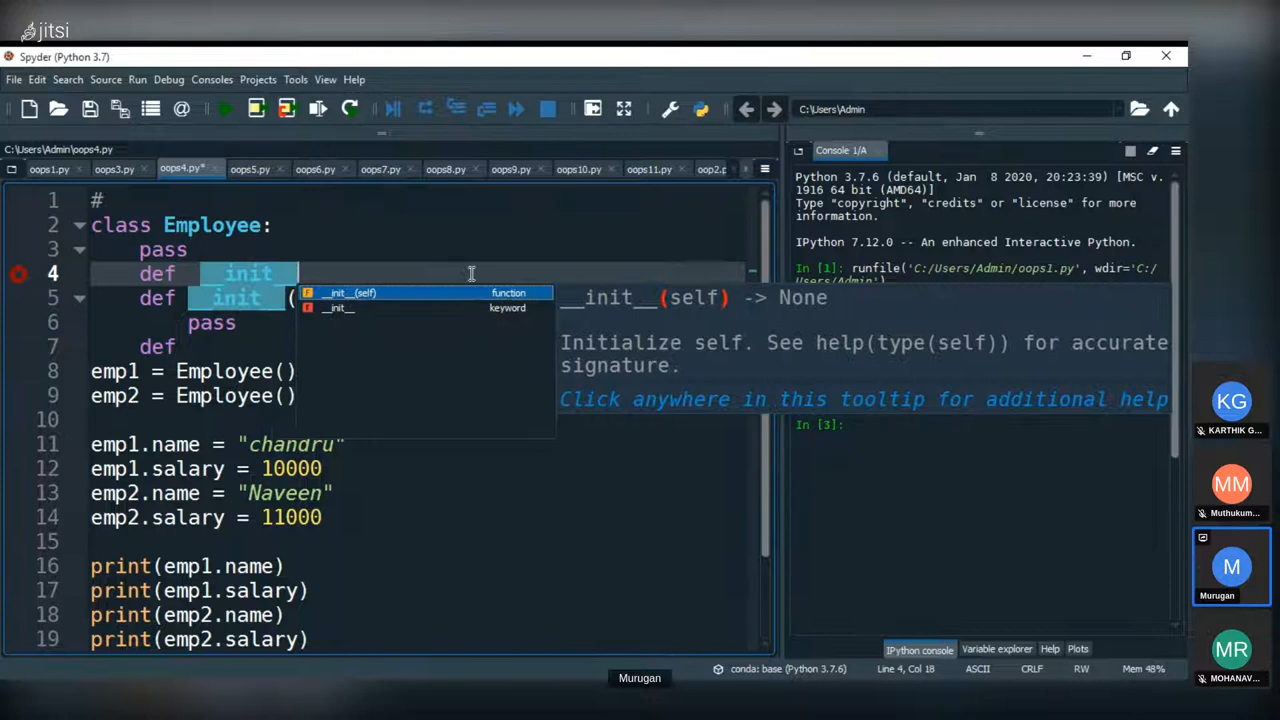 jitsi
Spyder (Python 3.7)
File Edit Search Source Run Debug Consoles Projects Tools View Help
C:\Users\Admin
C:\Users\Admin\oops4.py
oops1.py oops3.py oops4.py* oops5.py oops6.py oops7.py oops8.py oops9.py oops10.py oops11.py oop2.p
Console 1/A
1 #
2 class Employee:
3 pass
4 def __init__
5 def __init__(
6 pass
7 def
8 emp1 = Employee()
9 emp2 = Employee()
10
11 emp1.name = "chandru"
12 emp1.salary = 10000
13 emp2.name = "Naveen"
14 emp2.salary = 11000
15
16 print(emp1.name)
17 print(emp1.salary)
18 print(emp2.name)
19 print(emp2.salary)
__init__(self) function
__init__ keyword
__init__(self) -> None
Initialize self. See help(type(self)) for accurate
signature.
Click anywhere in this tooltip for additional help
Python 3.7.6 (default, Jan 8 2020, 20:23:39) [MSC v.
1916 64 bit (AMD64)]
Type "copyright", "credits" or "license" for more
information.
IPython 7.12.0 -- An enhanced Interactive Python.
In [1]: runfile('C:/Users/Admin/oops1.py', wdir='C:/
Users/Admin')
In [3]:
IPython console Variable explorer Help Plots
conda: base (Python 3.7.6) Line 4, Col 18 ASCII CRLF RW Mem 48%
KG
KARTHIK G...
MM
Muthukum...
M
Murugan
MR
MOHANAV...
Murugan